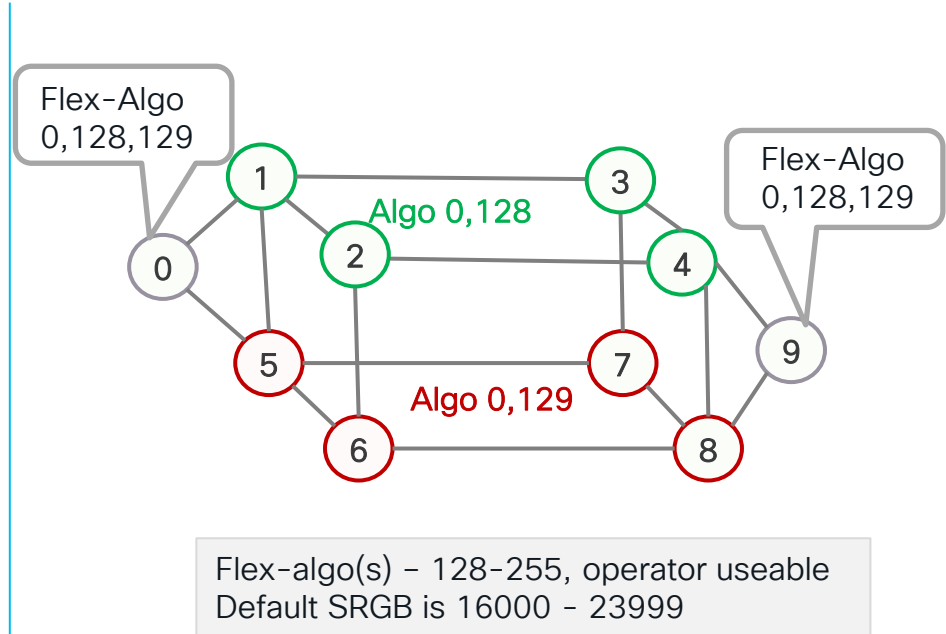 Flex-Algo
0,128,129
1
3
Flex-Algo
0,128,129
Algo 0,128
2
4
0
9
5
7
Algo 0,129
6
8
Flex-algo(s) – 128-255, operator useable
Default SRGB is 16000 - 23999